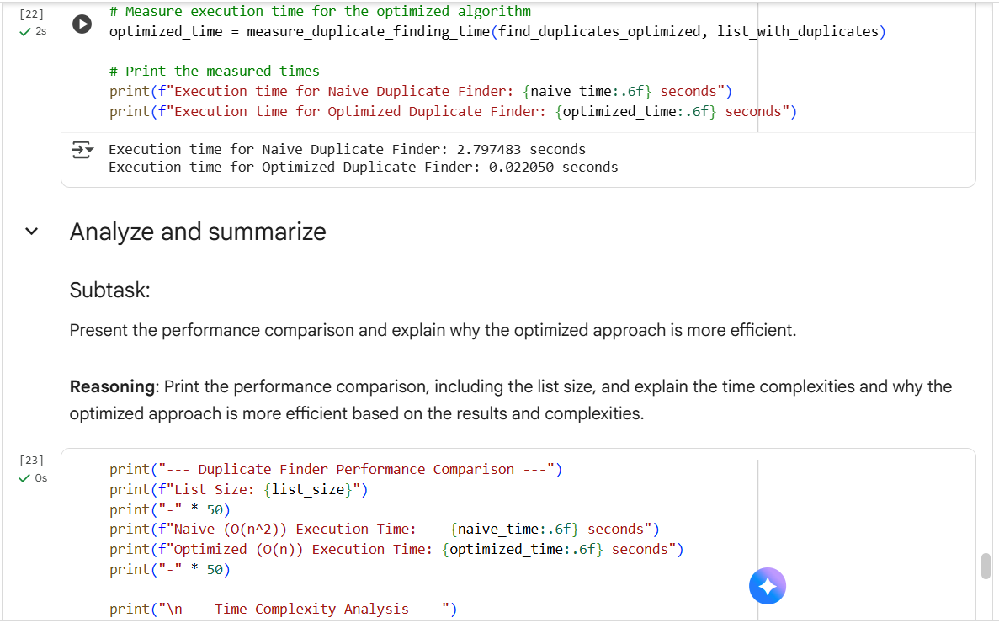 [22]
2s
# Measure execution time for the optimized algorithm
optimized_time = measure_duplicate_finding_time(find_duplicates_optimized, list_with_duplicates)
# Print the measured times
print(f"Execution time for Naive Duplicate Finder: {naive_time:.6f} seconds")
print(f"Execution time for Optimized Duplicate Finder: {optimized_time:.6f} seconds")
Execution time for Naive Duplicate Finder: 2.797483 seconds
Execution time for Optimized Duplicate Finder: 0.022050 seconds
Analyze and summarize
Subtask:
Present the performance comparison and explain why the optimized approach is more efficient.
Reasoning: Print the performance comparison, including the list size, and explain the time complexities and why the
optimized approach is more efficient based on the results and complexities.
[23]
0s
print("--- Duplicate Finder Performance Comparison ---")
print(f"List Size: {list_size}")
print("-" * 50)
print(f"Naive (O(n^2)) Execution Time:    {naive_time:.6f} seconds")
print(f"Optimized (O(n)) Execution Time: {optimized_time:.6f} seconds")
print("-" * 50)
print("\n--- Time Complexity Analysis ---")